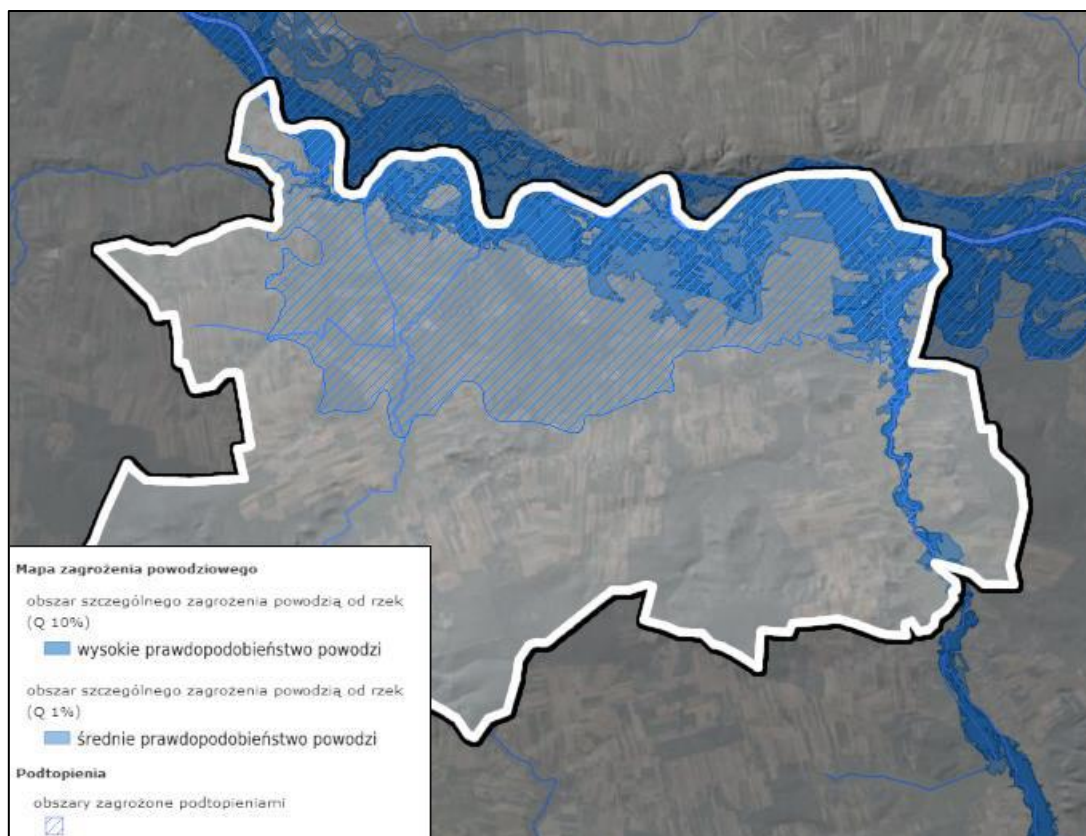 Mapa zagrożenia powodziowego
obszar szczególnego zagrożenia powodzią od rzek
(Q 10%)
wysokie prawdopodobieństwo powodzi
obszar szczególnego zagrożenia powodzią od rzek
(Q 1%)
średnie prawdopodobieństwo powodzi
Podtopienia
obszary zagrożone podtopieniami